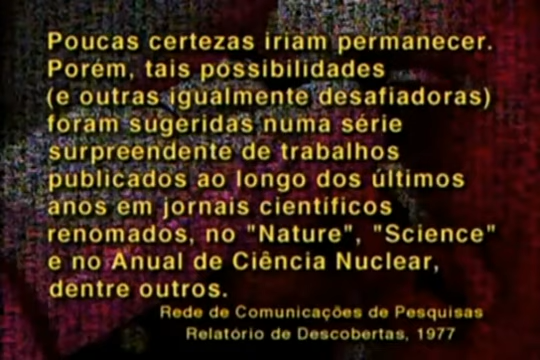 Poucas certezas iriam permanecer.
Porém, tais possibilidades
(e outras igualmente desafiadoras)
foram sugeridas numa série
surpreendente de trabalhos
publicados ao longo dos últimos
anos em jornais científicos
renomados, no "Nature", "Science"
e no Anual de Ciência Nuclear,
dentre outros.
Rede de Comunicações de Pesquisas
Relatório de Descobertas, 1977